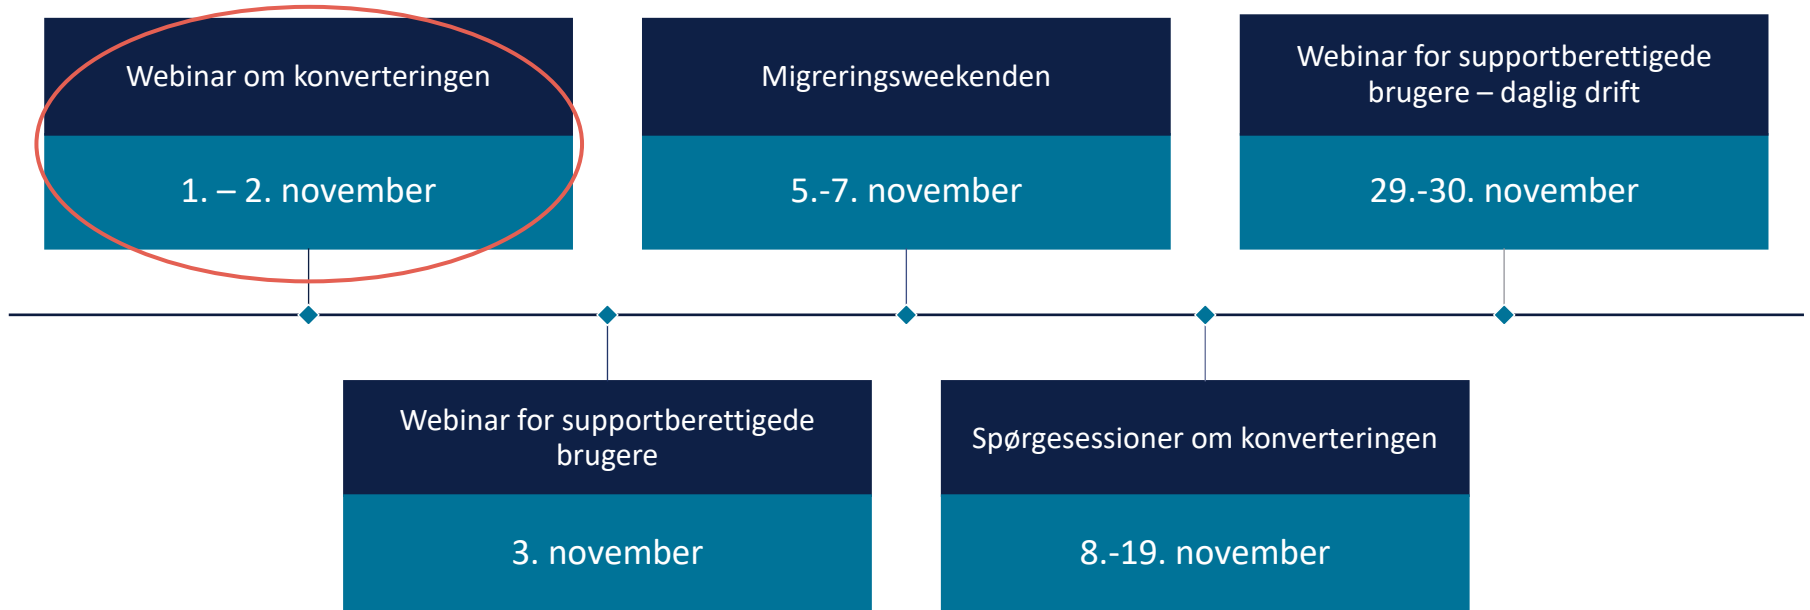 Webinar om konverteringen
1. – 2. november
Webinar for supportberettigede
brugere
3. november
Migreringsweekenden
5.-7. november
Spørgesessioner om konverteringen
8.-19. november
Webinar for supportberettigede
brugere – daglig drift
29.-30. november